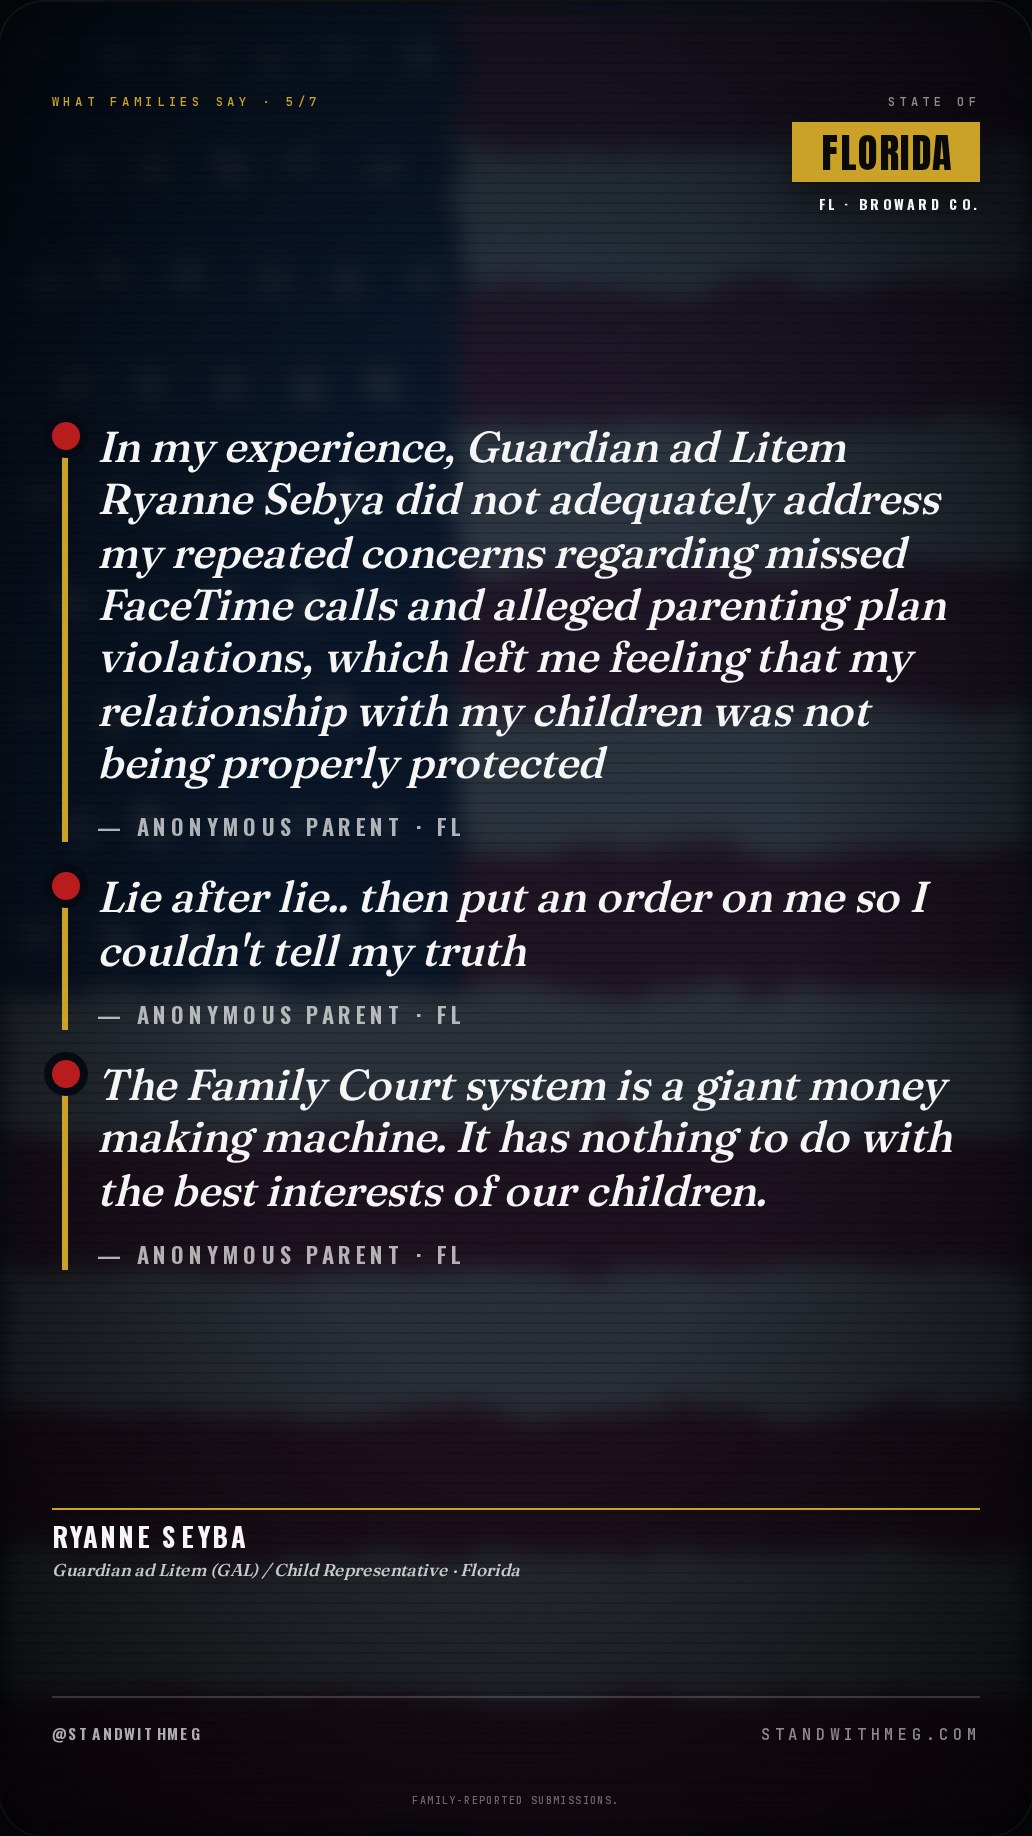 WHAT FAMILIES SAY · 5/7
STATE OF
FLORIDA
FL · BROWARD CO.
In my experience, Guardian ad Litem
Ryanne Sebya did not adequately address
my repeated concerns regarding missed
FaceTime calls and alleged parenting plan
violations, which left me feeling that my
relationship with my children was not
being properly protected
— ANONYMOUS PARENT · FL
Lie after lie.. then put an order on me so I
couldn't tell my truth
— ANONYMOUS PARENT · FL
The Family Court system is a giant money
making machine. It has nothing to do with
the best interests of our children.
— ANONYMOUS PARENT · FL
RYANNE SEYBA
Guardian ad Litem (GAL) / Child Representative · Florida
@STANDWITHMEG
STANDWITHMEG.COM
FAMILY-REPORTED SUBMISSIONS.